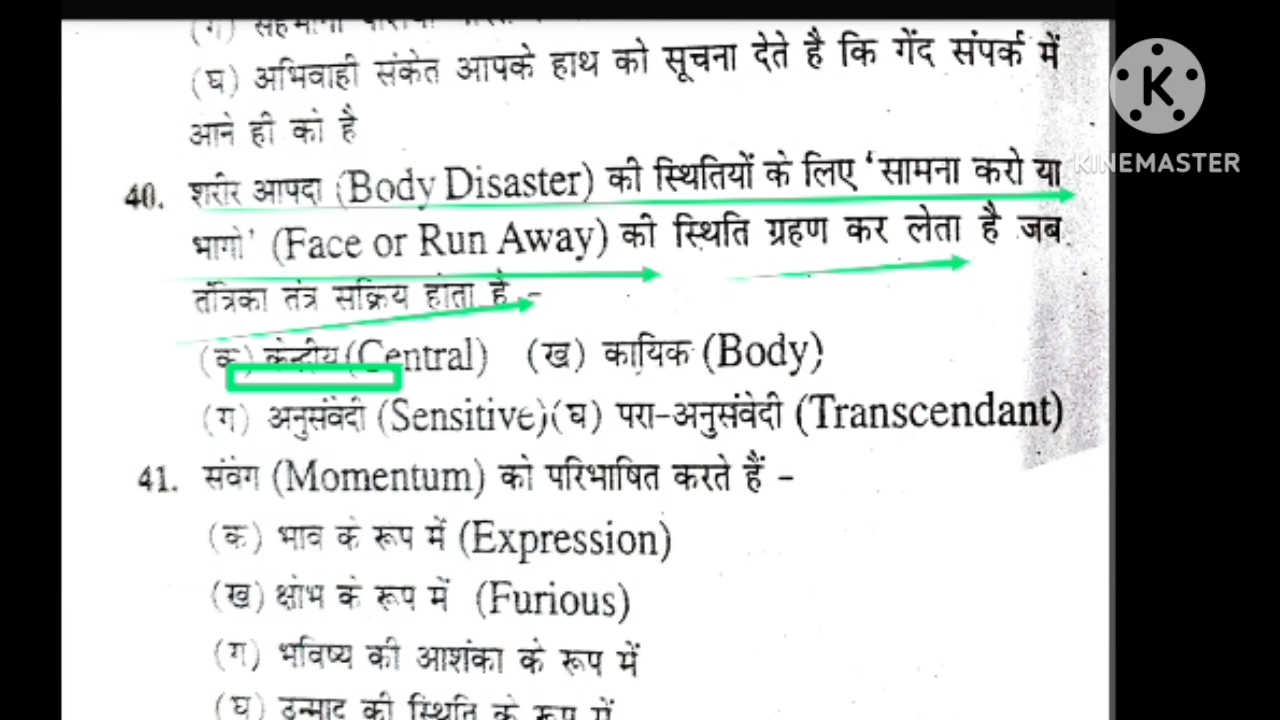 (घ) अभिवाही संकेत आपके हाथ को सूचना देते है कि गेंद संपर्क में
आने ही को है
K
KINEMASTER
40. शरीर आपदा (Body Disaster) की स्थितियों के लिए 'सामना करो या
भागो' (Face or Run Away) की स्थिति ग्रहण कर लेता है जब
तंत्रिका तंत्र सक्रिय होता है -
(क) केन्द्रीय (Central) (ख) कायिक (Body)
(ग) अनुसंवेदी (Sensitive) (घ) परा-अनुसंवेदी (Transcendant)
41. संवेग (Momentum) को परिभाषित करते हैं -
(क) भाव के रूप में (Expression)
(ख) क्षोभ के रूप में (Furious)
(ग) भविष्य की आशंका के रूप में
(घ) उन्माद की स्थिति के रूप में